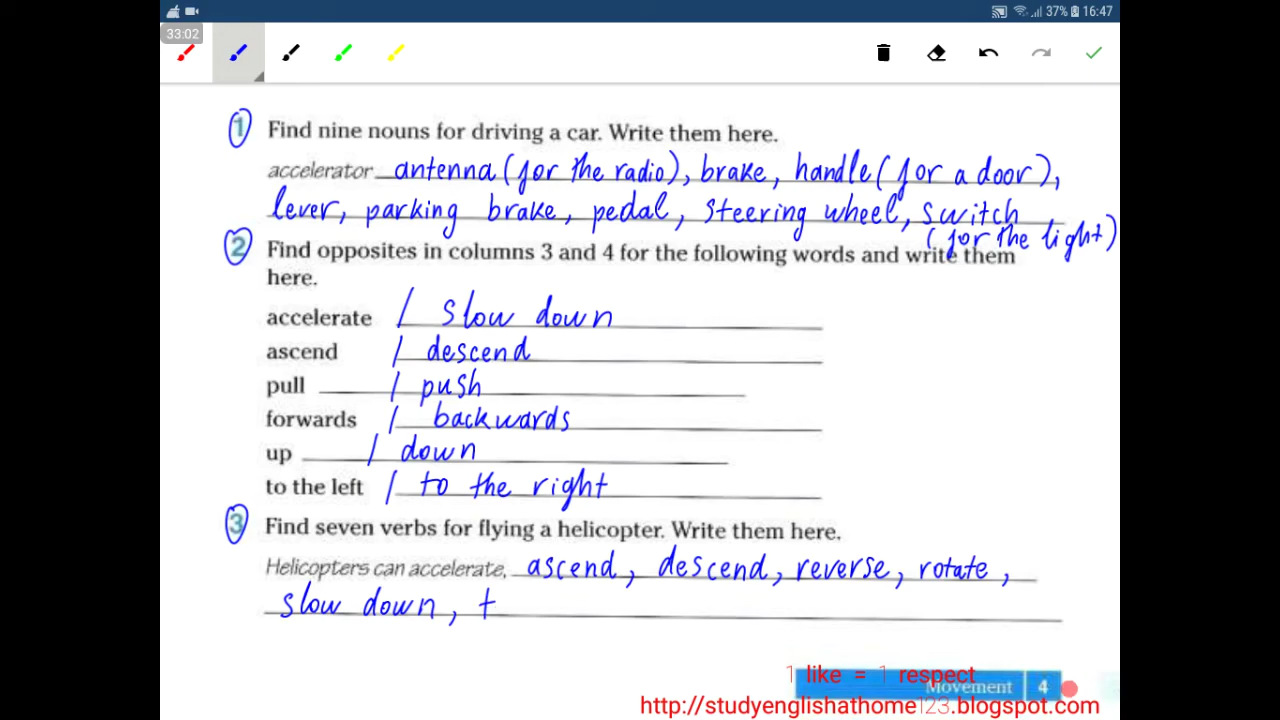 37% 16:47
33:02
1 Find nine nouns for driving a car. Write them here.
accelerator antenna (for the radio), brake, handle (for a door),
lever, parking brake, pedal, steering wheel, switch
(for the light)
2 Find opposites in columns 3 and 4 for the following words and write them
here.
accelerate / slow down
ascend / descend
pull / push
forwards / backwards
up / down
to the left / to the right
3 Find seven verbs for flying a helicopter. Write them here.
Helicopters can accelerate, ascend, descend, reverse, rotate,
slow down, t
1 like = 1 respect
Movement 4
http://studyenglishathome123.blogspot.com